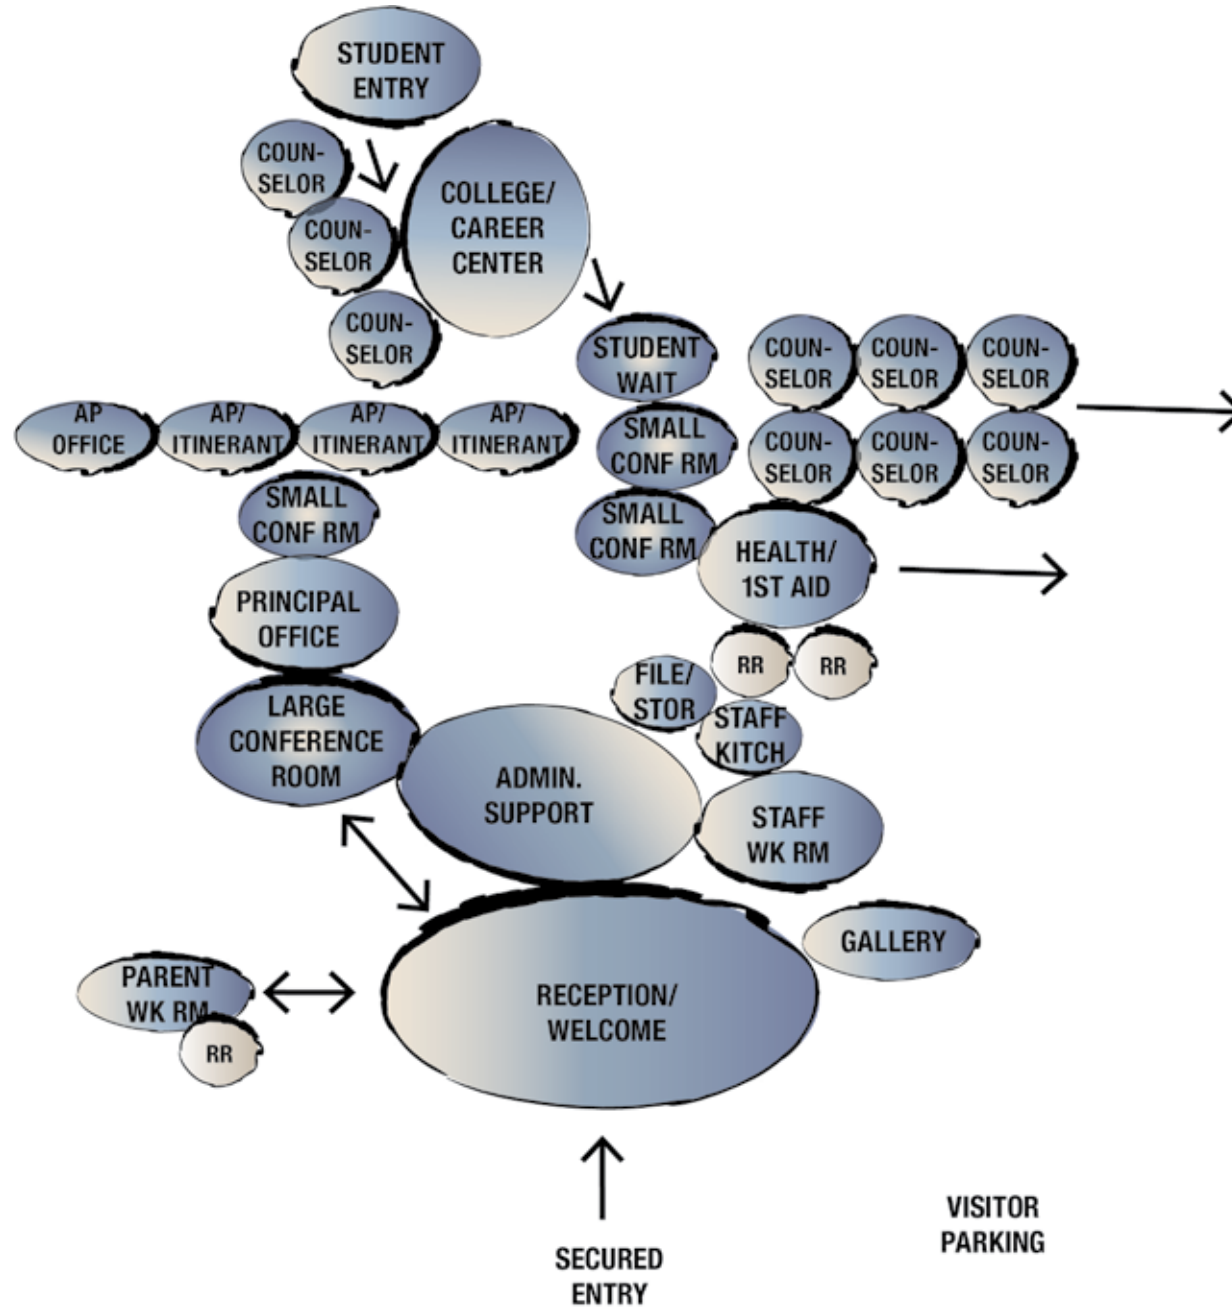 STUDENT
ENTRY
COUN-
SELOR
COUN-
SELOR
COUN-
SELOR
COLLEGE/
CAREER
CENTER
STUDENT
WAIT
SMALL
CONF RM
SMALL
CONF RM
COUN-
SELOR
COUN-
SELOR
COUN-
SELOR
COUN-
SELOR
COUN-
SELOR
COUN-
SELOR
AP
OFFICE
AP/
ITINERANT
AP/
ITINERANT
AP/
ITINERANT
SMALL
CONF RM
PRINCIPAL
OFFICE
LARGE
CONFERENCE
ROOM
HEALTH/
1ST AID
RR
RR
FILE/
STOR
STAFF
KITCH
ADMIN.
SUPPORT
STAFF
WK RM
GALLERY
PARENT
WK RM
RR
RECEPTION/
WELCOME
SECURED
ENTRY
VISITOR
PARKING